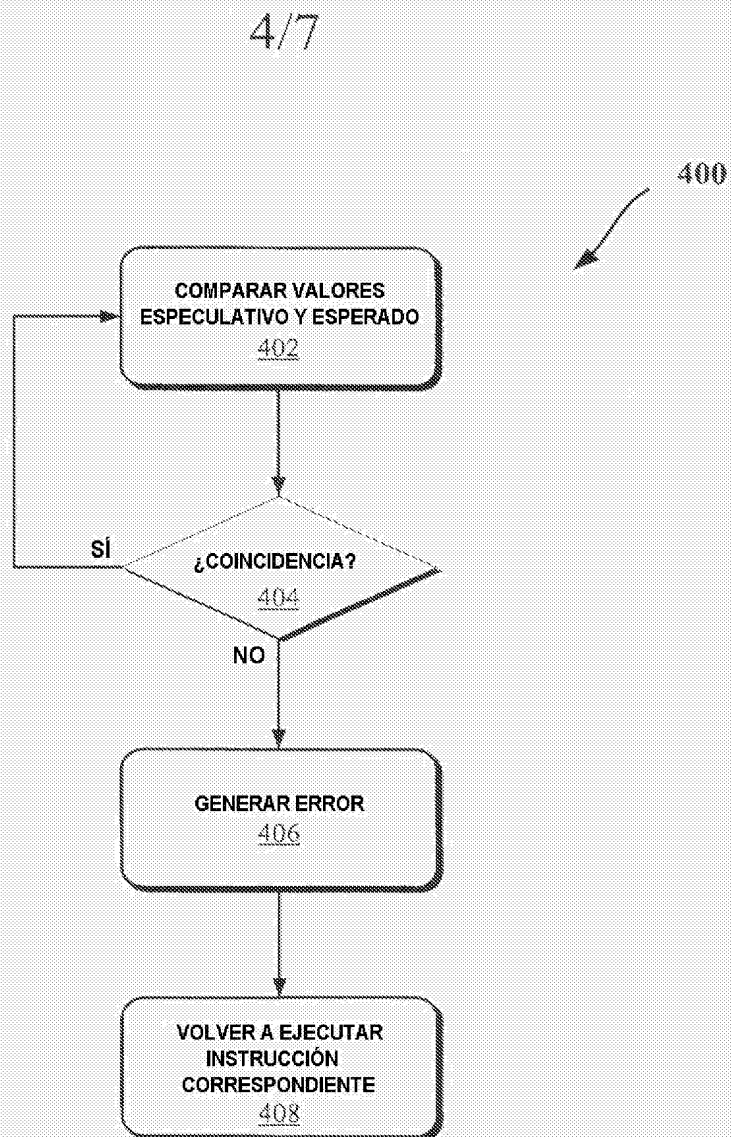 4/7
400
COMPARAR VALORES
ESPECULATIVO Y ESPERADO
402
SÍ
¿COINCIDENCIA?
404
NO
GENERAR ERROR
406
VOLVER A EJECUTAR
INSTRUCCIÓN
CORRESPONDIENTE
408